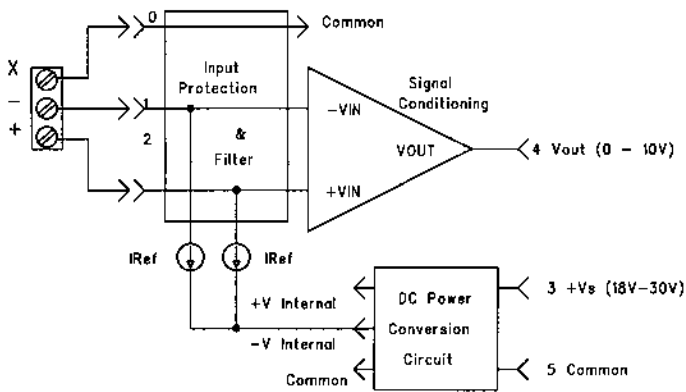 0
Common
X
Input
Protection
Signal
Conditioning
-
1
-VIN
+
2
&
VOUT
4 Vout (0 - 10V)
Filter
+VIN
IRef
IRef
3 +Vs (18V-30V)
+V Internal
DC Power
Conversion
-V Internal
Circuit
Common
5 Common